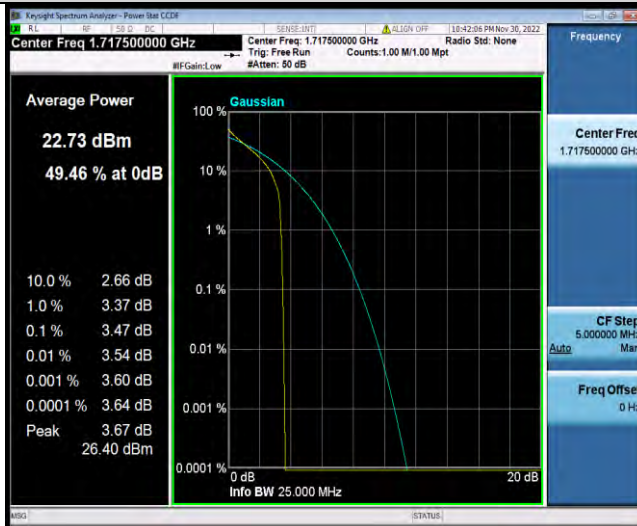 Keysight Spectrum Analyzer - Power Stat CCDF
RL RF 50 Ω DC SENSE:INT ALIGN OFF 10:42:06 PM Nov 30, 2022
Center Freq 1.717500000 GHz
Center Freq: 1.717500000 GHz Radio Std: None
Trig: Free Run Counts:1.00 M/1.00 Mpt
#IFGain:Low #Atten: 50 dB
Frequency
Average Power
22.73 dBm
49.46 % at 0dB
10.0 % 2.66 dB
1.0 % 3.37 dB
0.1 % 3.47 dB
0.01 % 3.54 dB
0.001 % 3.60 dB
0.0001 % 3.64 dB
Peak 3.67 dB
26.40 dBm
Gaussian
100 %
10 %
1 %
0.1 %
0.01 %
0.001 %
0.0001 %
0 dB 20 dB
Info BW 25.000 MHz
Center Freq
1.717500000 GHz
CF Step
5.000000 MHz
Auto Man
Freq Offse
0 Hz
MSG STATUS